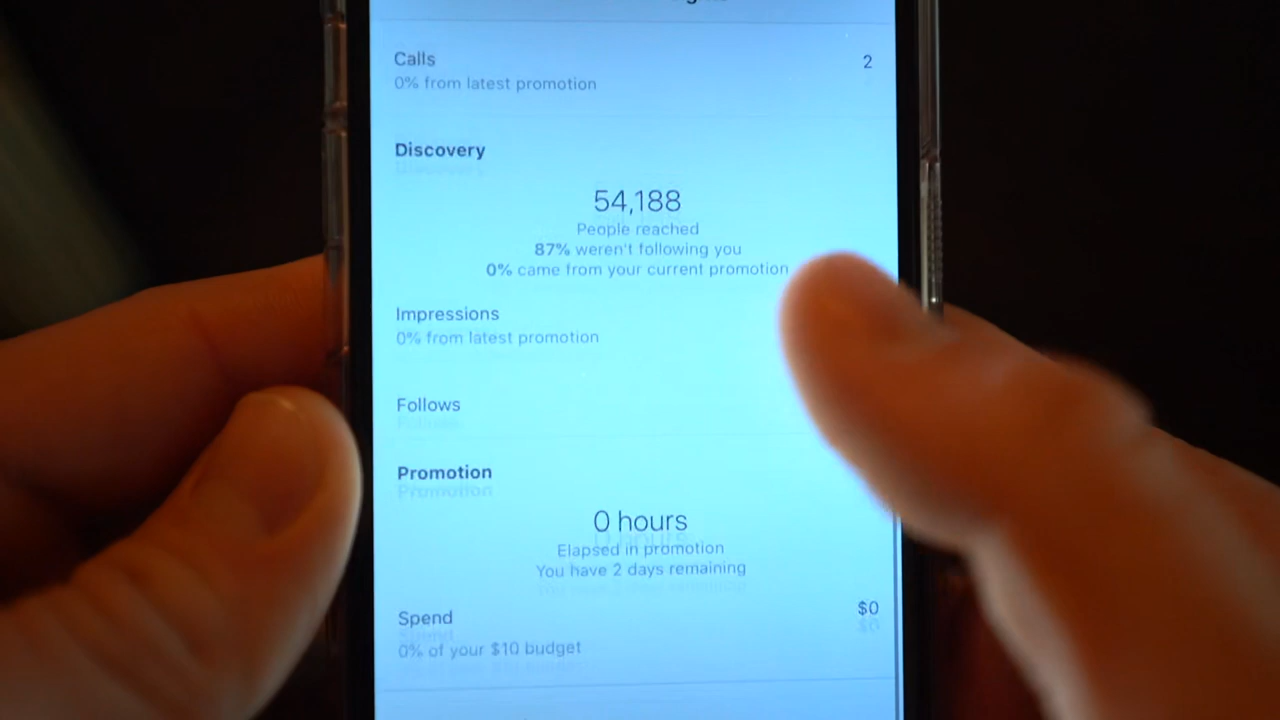 Calls
2
0% from latest promotion
Discovery
54,188
People reached
87% weren't following you
0% came from your current promotion
Impressions
0% from latest promotion
Follows
Promotion
0 hours
Elapsed in promotion
You have 2 days remaining
Spend
$0
0% of your $10 budget